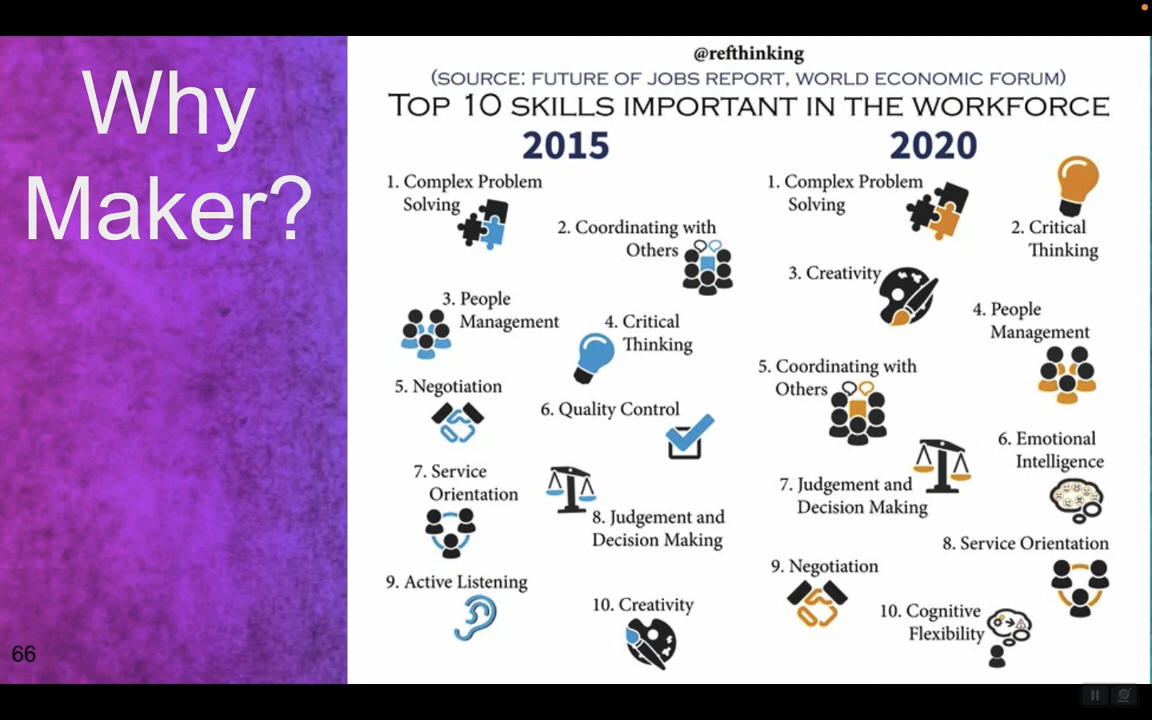 Why
Maker?
66
@refthinking
(SOURCE: FUTURE OF JOBS REPORT, WORLD ECONOMIC FORUM)
TOP 10 SKILLS IMPORTANT IN THE WORKFORCE
2015
1. Complex Problem
Solving
2. Coordinating with
Others
3. People
Management
4. Critical
Thinking
5. Negotiation
6. Quality Control
7. Service
Orientation
8. Judgement and
Decision Making
9. Active Listening
10. Creativity
2020
1. Complex Problem
Solving
2. Critical
Thinking
3. Creativity
4. People
Management
5. Coordinating with
Others
6. Emotional
Intelligence
7. Judgement and
Decision Making
8. Service Orientation
9. Negotiation
10. Cognitive
Flexibility